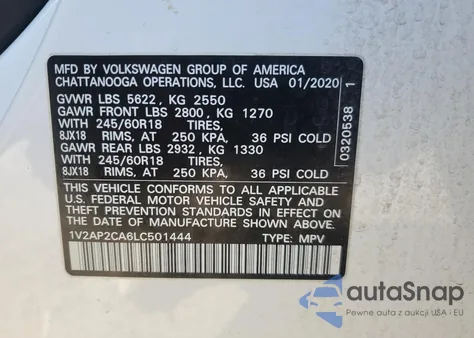 MFD BY VOLKSWAGEN GROUP OF AMERICA
CHATTANOOGA OPERATIONS, LLC. USA 01/2020
GVWR LBS 5622 , KG 2550
GAWR FRONT LBS 2800 , KG 1270
WITH 245/60R18 TIRES,
8JX18 RIMS, AT 250 KPA, 36 PSI COLD
GAWR REAR LBS 2932 , KG 1330
WITH 245/60R18 TIRES,
8JX18 RIMS, AT 250 KPA, 36 PSI COLD
THIS VEHICLE CONFORMS TO ALL APPLICABLE
U.S. FEDERAL MOTOR VEHICLE SAFETY AND
THEFT PREVENTION STANDARDS IN EFFECT ON
THE DATE OF MANUFACTURE SHOWN ABOVE.
1V2AP2CA6LC501444 TYPE: MPV
0320538 1
autoSnap
Pewne auta z aukcji USA i EU